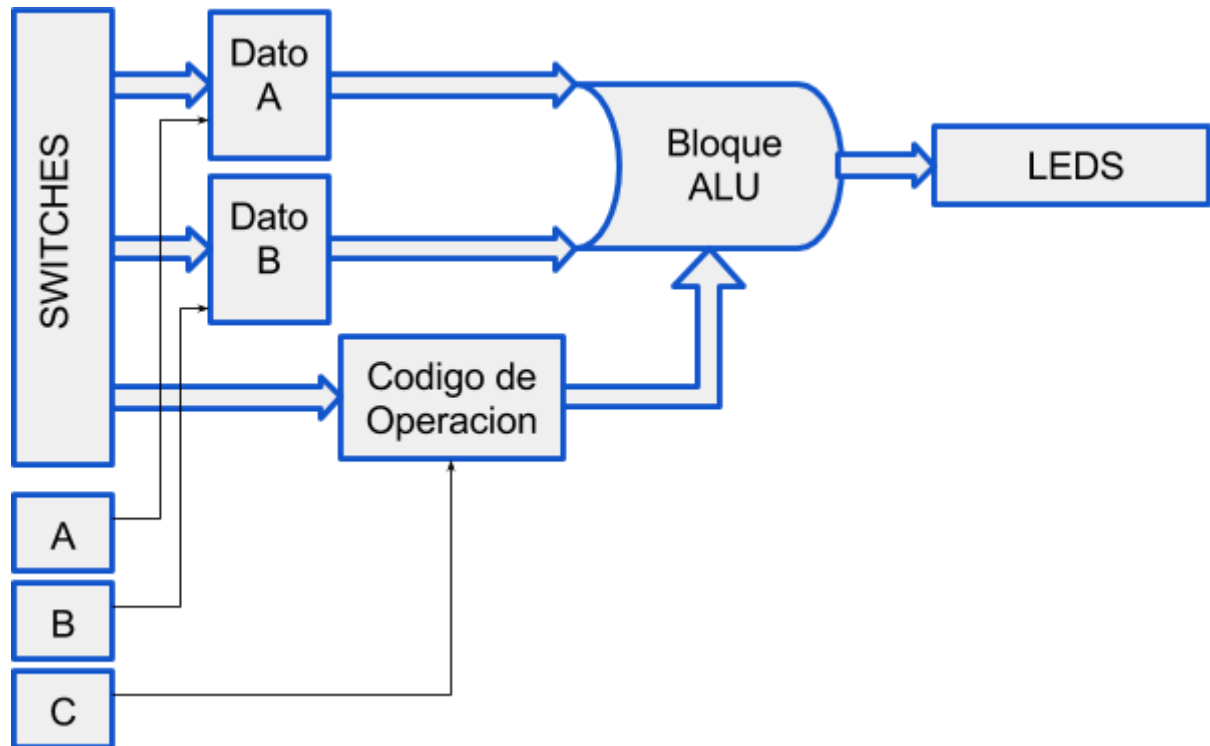 SWITCHES
Dato
A
Dato
B
Bloque
ALU
LEDS
Codigo de
Operacion
A
B
C